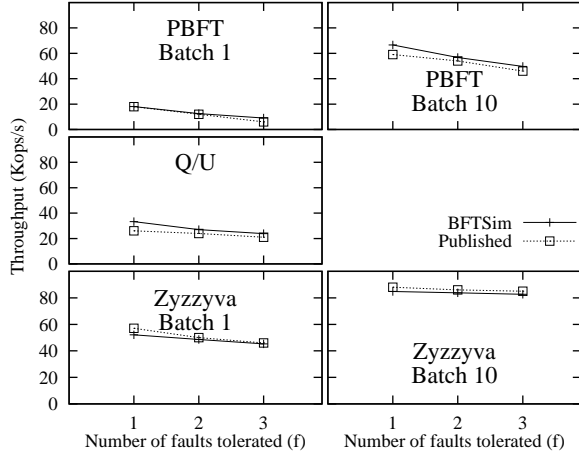 Throughput (Kops/s)
80
60
40
20
0
PBFT
Batch 1
PBFT
Batch 10
80
60
40
20
0
Q/U
BFTSim
Published
80
60
40
20
0
Zyzzyva
Batch 1
Zyzzyva
Batch 10
1 2 3
1 2 3
Number of faults tolerated (f)
Number of faults tolerated (f)